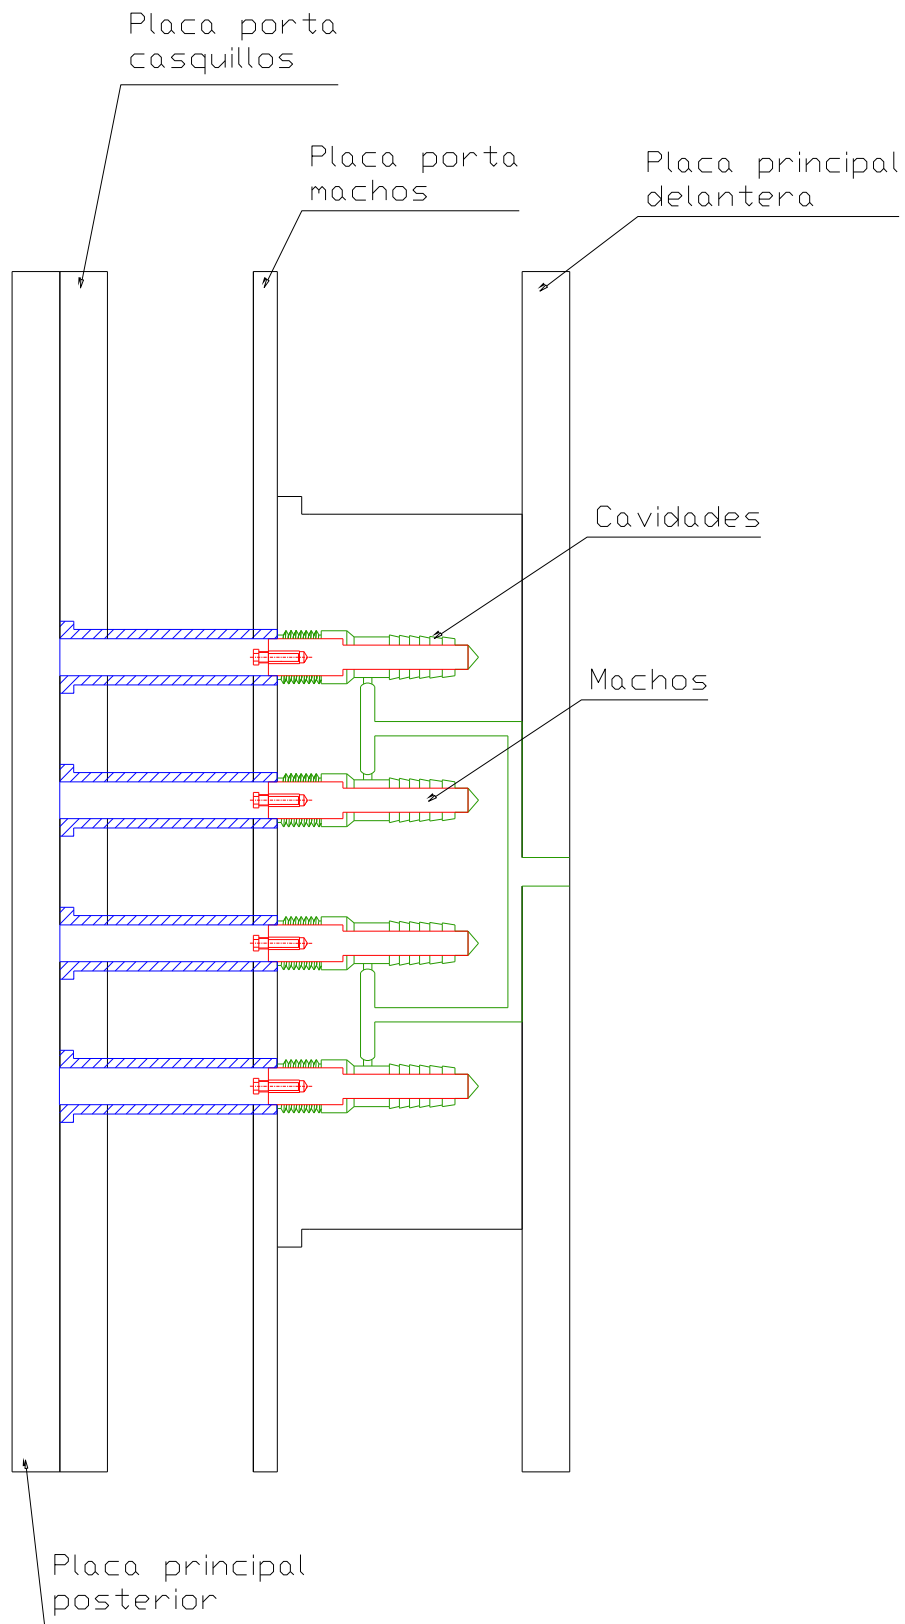 Placa porta
casquillos
Placa porta
machos
Placa principal
delantera
Cavidades
Machos
Placa principal
posterior